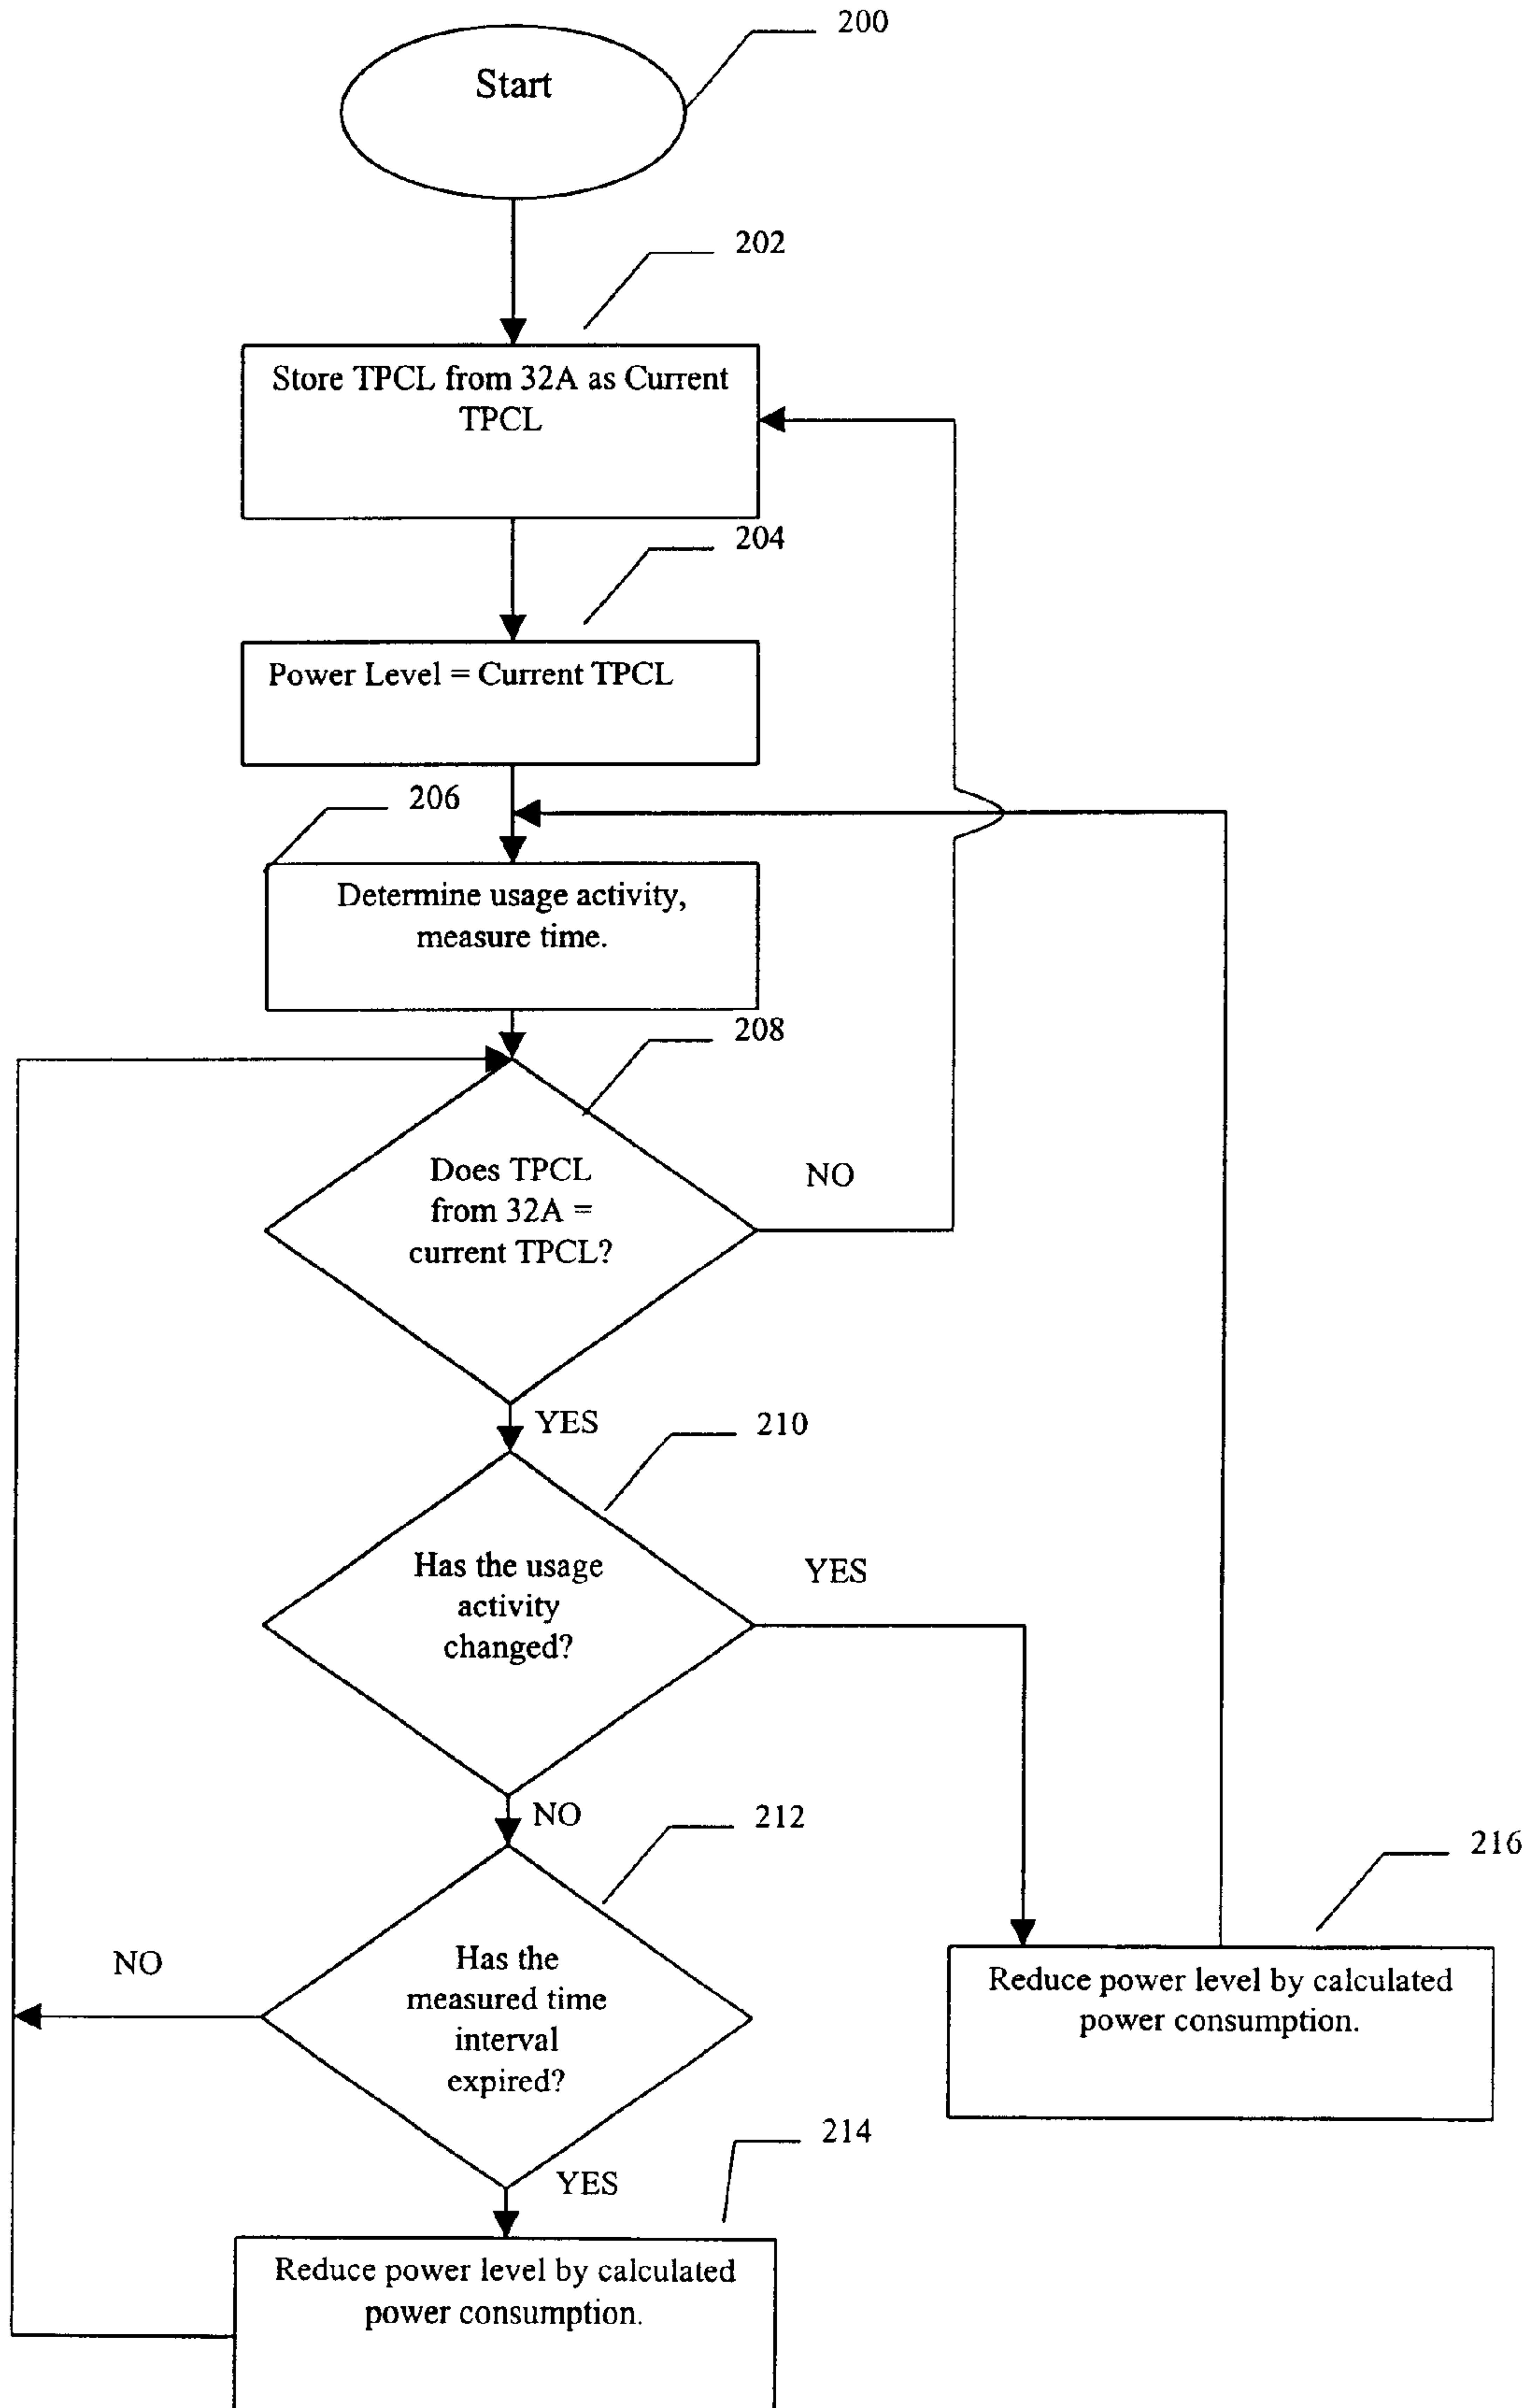 200
Start
202
Store TPCL from 32A as Current
TPCL
204
Power Level = Current TPCL
206
Determine usage activity,
measure time.
208
Does TPCL
from 32A =
current TPCL?
NO
YES
210
Has the usage
activity
changed?
YES
NO
212
216
Has the
measured time
interval
expired?
NO
Reduce power level by calculated
power consumption.
214
YES
Reduce power level by calculated
power consumption.